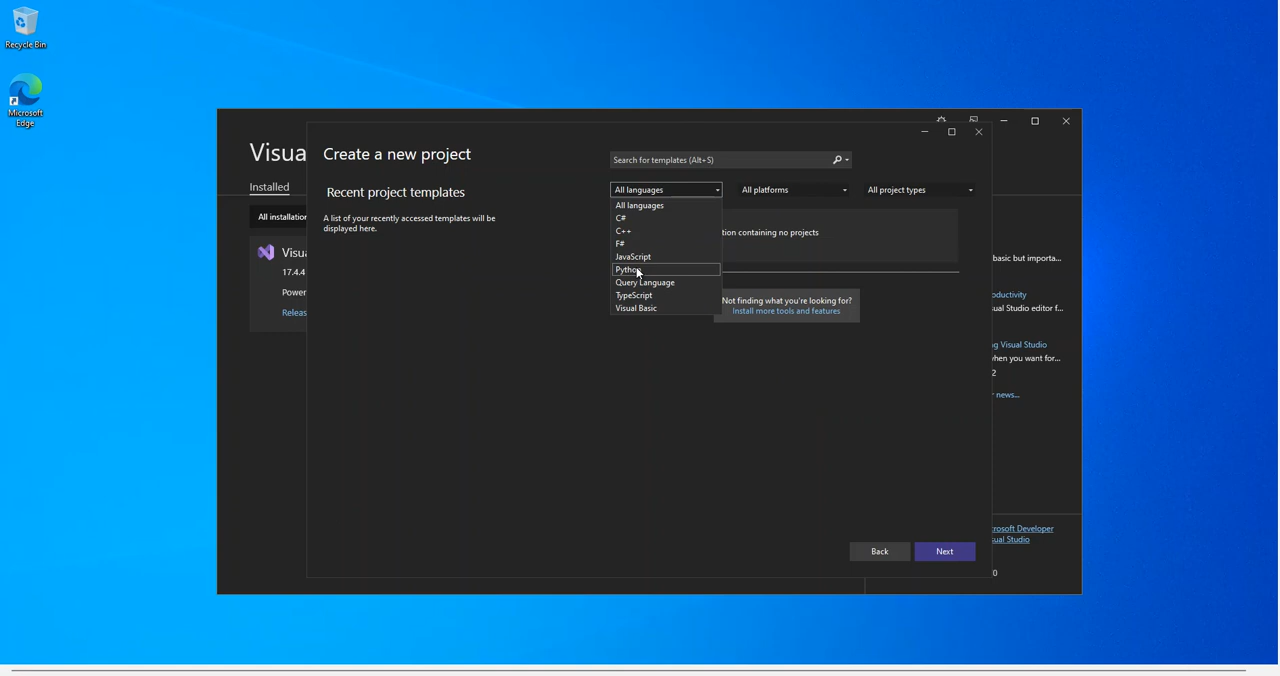 Recycle Bin
Microsoft
Edge
Visua
Installed
All installation
Visua
17.4.4
Power
Releas
Create a new project
Search for templates (Alt+S)
Recent project templates
A list of your recently accessed templates will be
displayed here.
All languages
All platforms
All project types
All languages
C#
C++
F#
JavaScript
Python
Query Language
TypeScript
Visual Basic
tion containing no projects
Not finding what you're looking for?
Install more tools and features
Back
Next
basic but importa...
oductivity
sual Studio editor f...
ng Visual Studio
when you want for...
2
news...
crosoft Developer
sual Studio
0